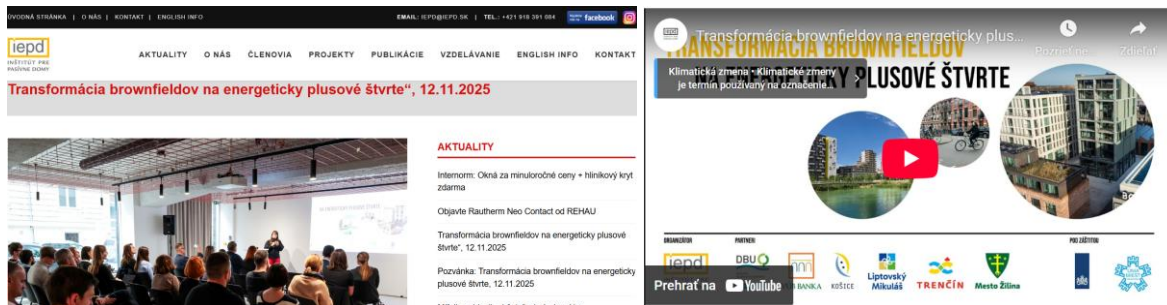 ÚVODNÁ STRÁNKA | O NÁS | KONTAKT | ENGLISH INFO
EMAIL: IEPD@IEPD.SK | TEL.: +421 918 391 084
facebook
iepd
INŠTITÚT PRE
PASÍVNE DOMY
AKTUALITY O NÁS ČLENOVIA PROJEKTY PUBLIKÁCIE VZDELÁVANIE ENGLISH INFO KONTAKT
Transformácia brownfieldov na energeticky plusové štvrte“, 12.11.2025
AKTUALITY
Internorm: Okná za minuloročné ceny + hliníkový kryt
zdarma
Objavte Rautherm Neo Contact od REHAU
Transformácia brownfieldov na energeticky plusové
štvrte“, 12.11.2025
Pozvánka: Transformácia brownfieldov na energeticky
plusové štvrte, 12.11.2025
Transformácia brownfieldov na energeticky plus...
Pozrieť ne
Zdieľať
TRANSFORMÁCIA BROWNFIELDOV
NA ENERGETICKY PLUSOVÉ ŠTVRTE
Klimatická zmena • Klimatické zmeny
je termín používaný na označenie...
ORGANIZÁTOR
PARTNERI
POD ZÁŠTITOU
iepd
DBU
BANKA
KOŠICE
Liptovský
Mikuláš
TRENČÍN
Mesto Žilina
Prehrať na YouTube